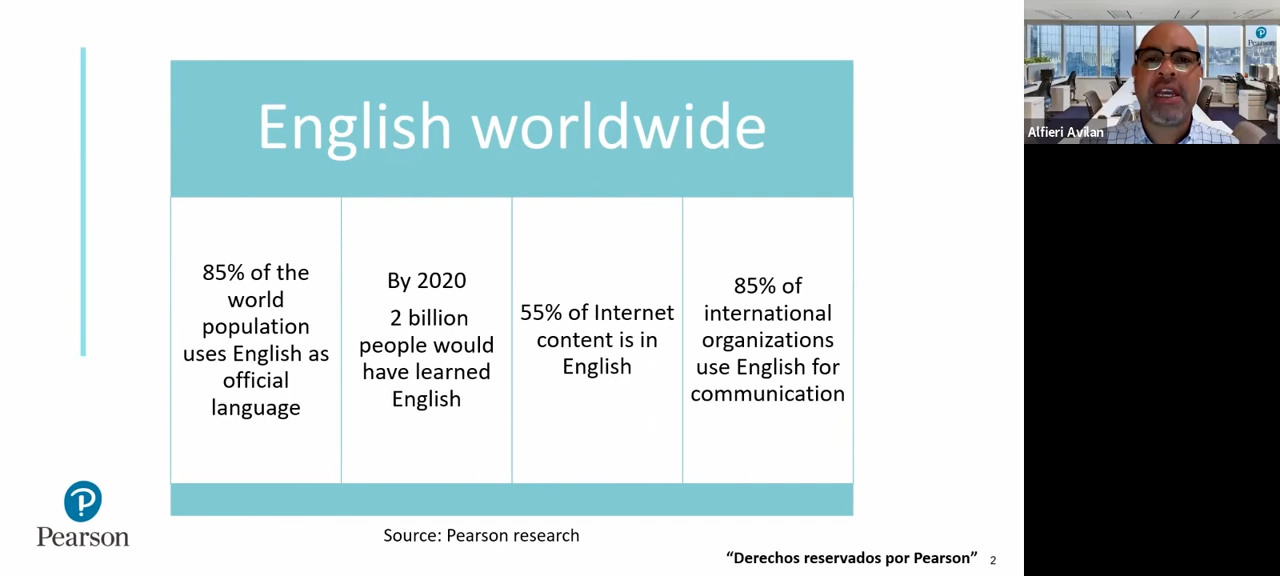 English worldwide
85% of the
world
population
uses English as
official
language
By 2020
2 billion
people would
have learned
English
55% of Internet
content is in
English
85% of
international
organizations
use English for
communication
Pearson
Source: Pearson research
“Derechos reservados por Pearson”
2
Pearson
Alfieri Avilan